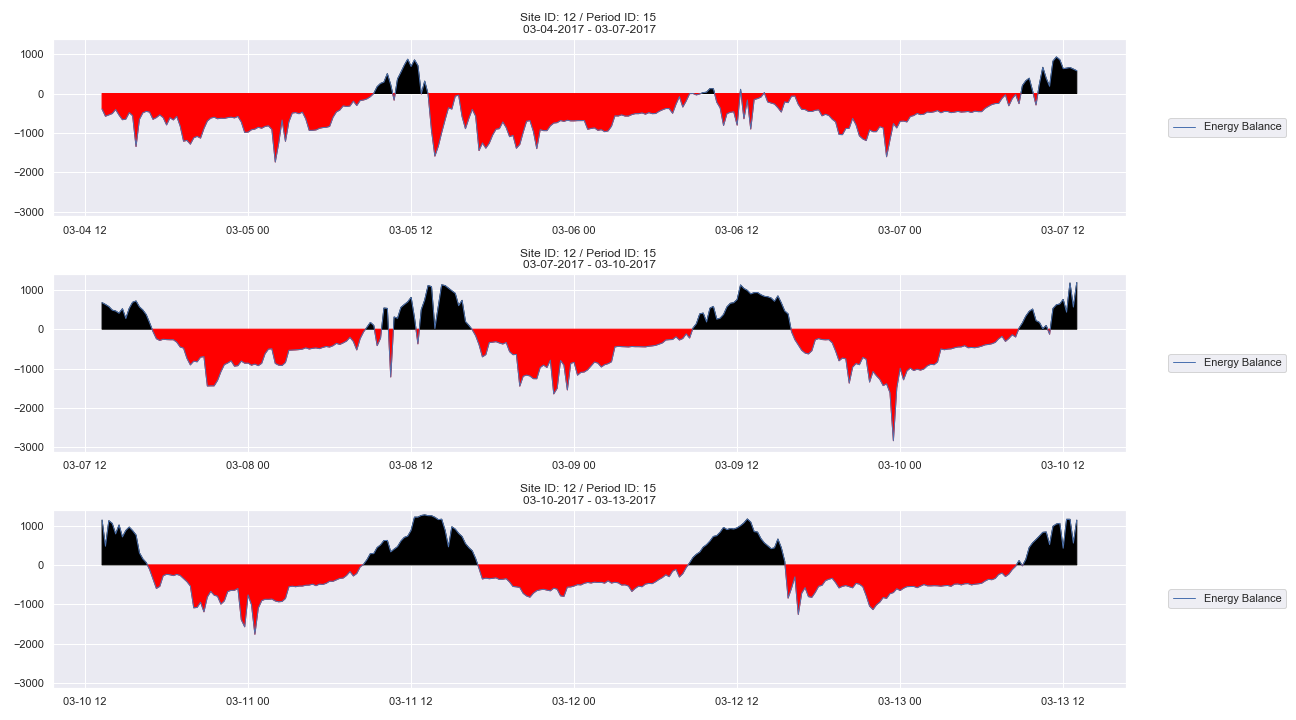 Site ID: 12 / Period ID: 15
03-04-2017 - 03-07-2017
1000
0
−1000
−2000
−3000
03-04 12 03-05 00 03-05 12 03-06 00 03-06 12 03-07 00 03-07 12
Energy Balance
Site ID: 12 / Period ID: 15
03-07-2017 - 03-10-2017
1000
0
−1000
−2000
−3000
03-07 12 03-08 00 03-08 12 03-09 00 03-09 12 03-10 00 03-10 12
Energy Balance
Site ID: 12 / Period ID: 15
03-10-2017 - 03-13-2017
1000
0
−1000
−2000
−3000
03-10 12 03-11 00 03-11 12 03-12 00 03-12 12 03-13 00 03-13 12
Energy Balance